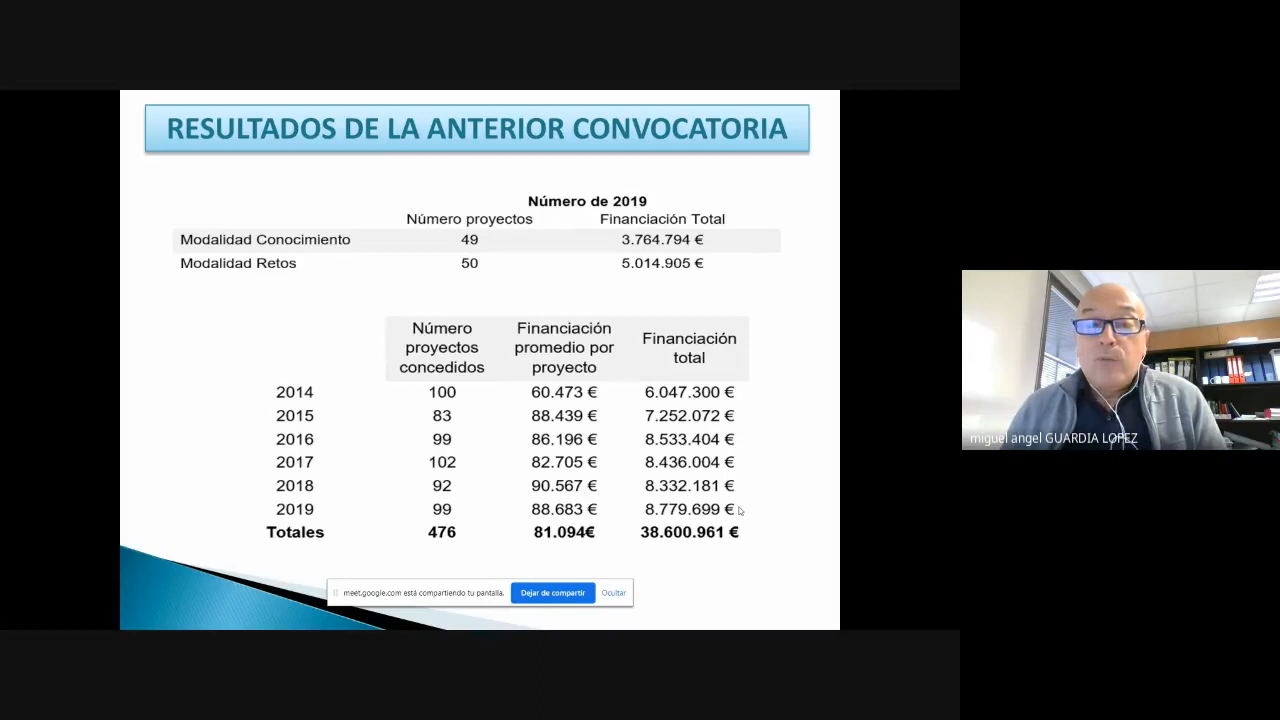 RESULTADOS DE LA ANTERIOR CONVOCATORIA
Número de 2019
Número proyectos Financiación Total
Modalidad Conocimiento 49 3.764.794 €
Modalidad Retos 50 5.014.905 €
Número proyectos concedidos Financiación promedio por proyecto Financiación total
2014 100 60.473 € 6.047.300 €
2015 83 88.439 € 7.252.072 €
2016 99 86.196 € 8.533.404 €
2017 102 82.705 € 8.436.004 €
2018 92 90.567 € 8.332.181 €
2019 99 88.683 € 8.779.699 €
Totales 476 81.094€ 38.600.961 €
meet.google.com está compartiendo tu pantalla. Dejar de compartir Ocultar
miguel angel GUARDIA LOPEZ